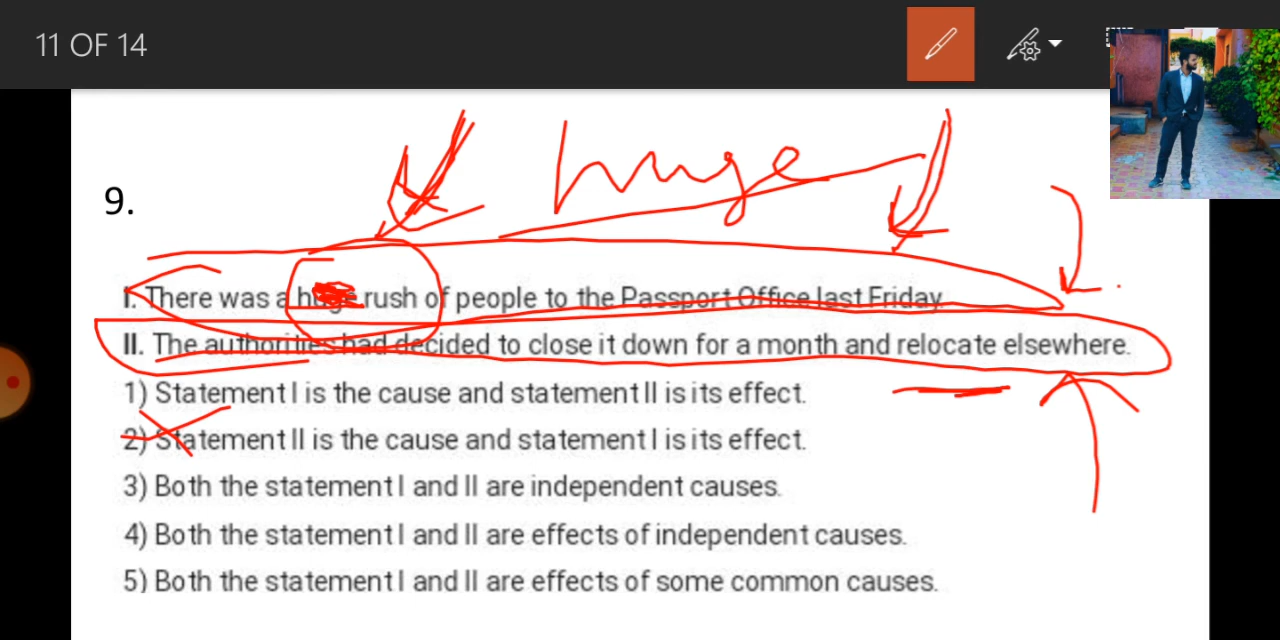 11 OF 14
huge
9.
I. There was a huge rush of people to the Passport Office last Friday.
II. The authorities had decided to close it down for a month and relocate elsewhere.
1) Statement I is the cause and statement II is its effect.
2) Statement II is the cause and statement I is its effect.
3) Both the statement I and II are independent causes.
4) Both the statement I and II are effects of independent causes.
5) Both the statement I and II are effects of some common causes.